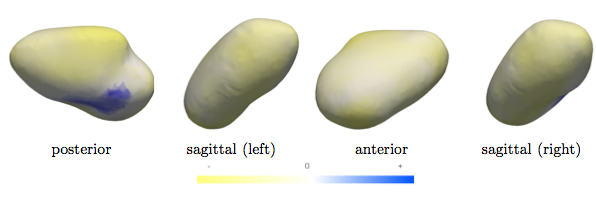 posterior sagittal (left) anterior sagittal (right)
- 0 +